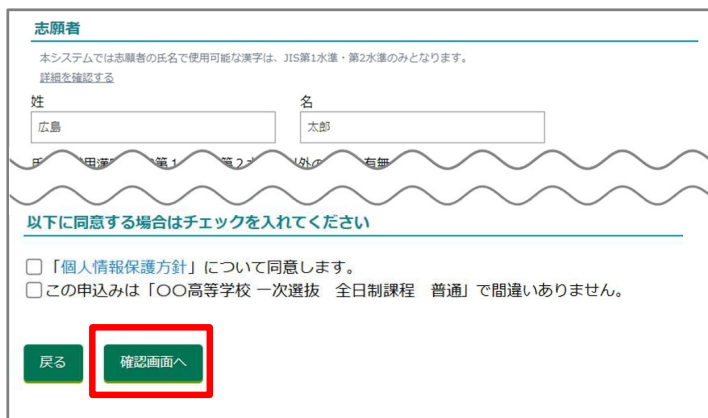 志願者
本システムでは志願者の氏名で使用可能な漢字は、JIS第1水準・第2水準のみとなります。
詳細を確認する
姓 名
広島 太郎
以下に同意する場合はチェックを入れてください
「個人情報保護方針」について同意します。
この申込みは「〇〇高等学校 一次選抜　全日制課程　普通」で間違いありません。
戻る 確認画面へ